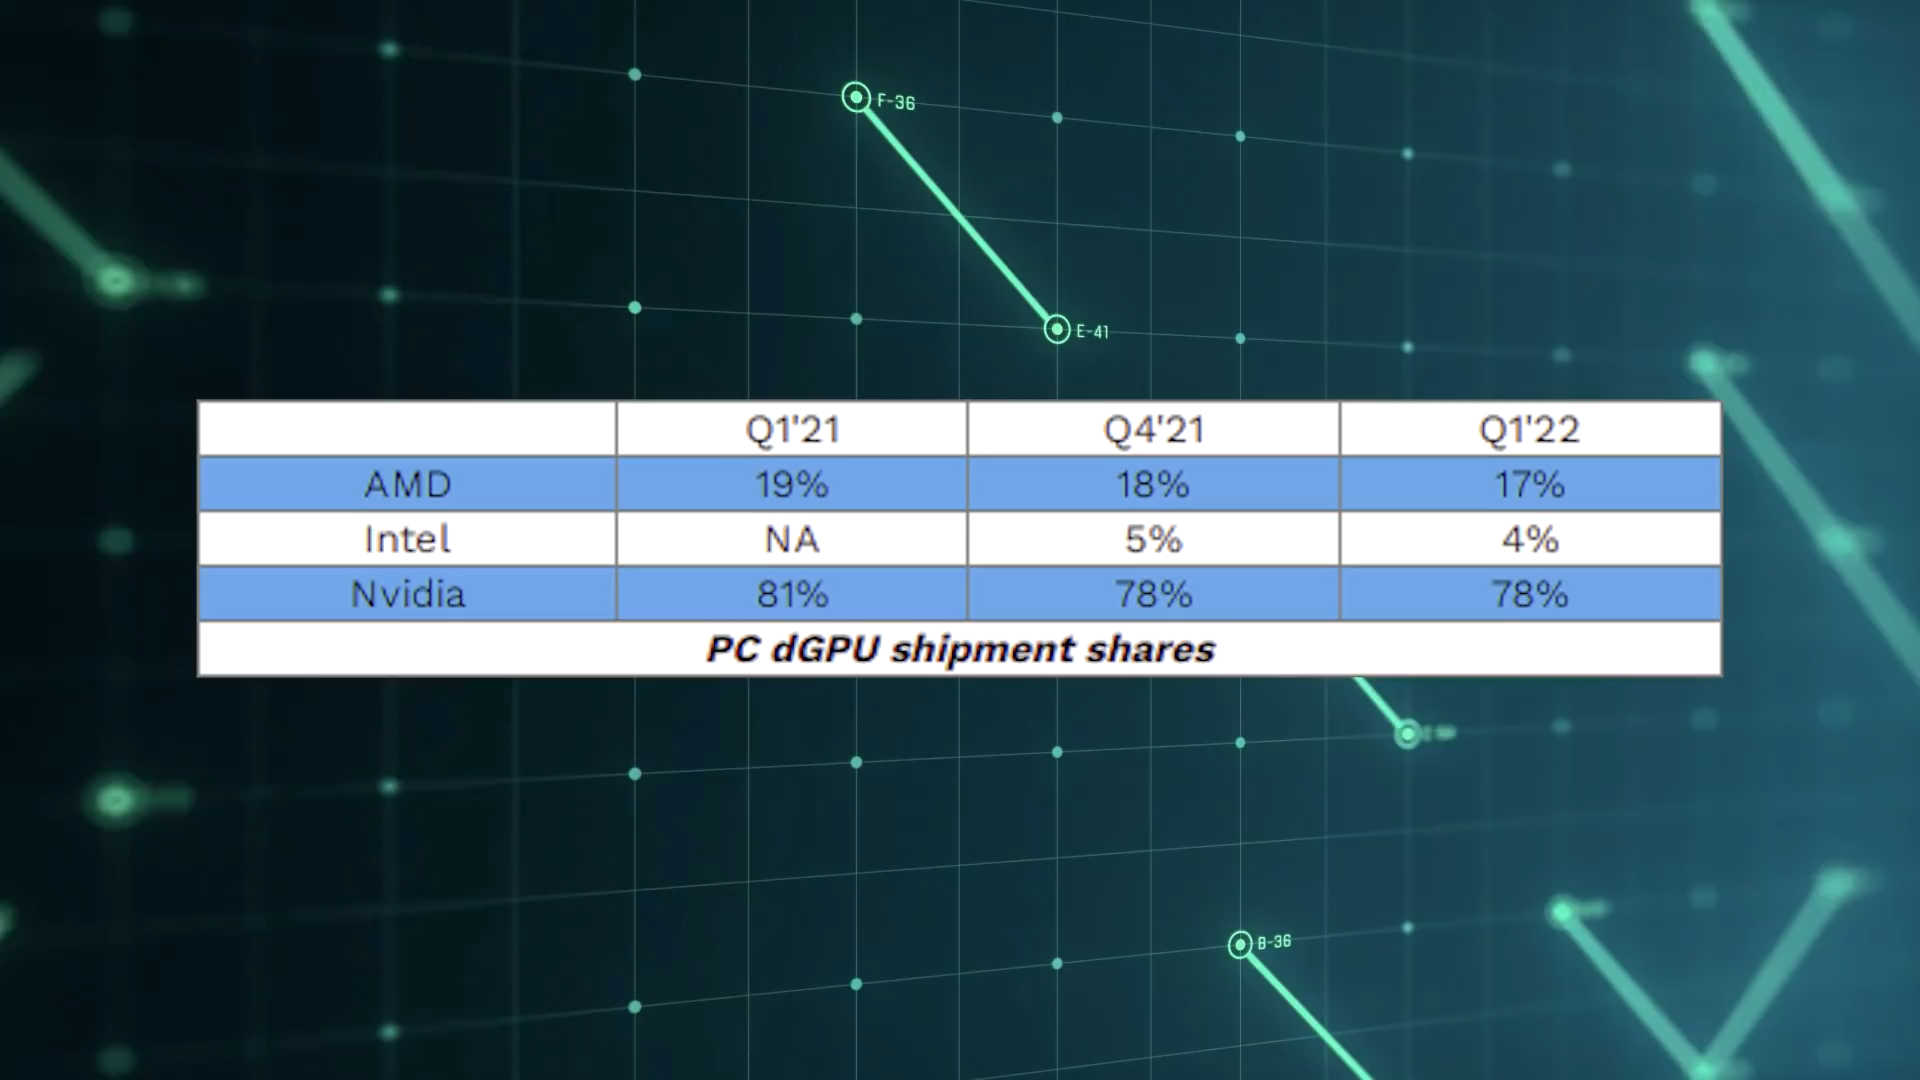 F-36
E-41
Q1'21 Q4'21 Q1'22
AMD 19% 18% 17%
Intel NA 5% 4%
Nvidia 81% 78% 78%
PC dGPU shipment shares
B-36